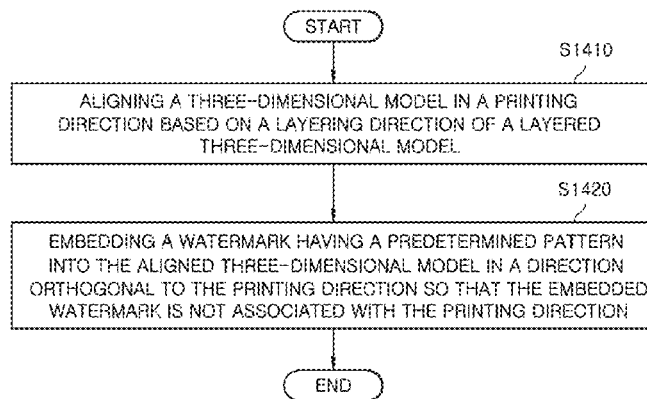 START
S1410
ALIGNING A THREE-DIMENSIONAL MODEL IN A PRINTING
DIRECTION BASED ON A LAYERING DIRECTION OF A LAYERED
THREE-DIMENSIONAL MODEL
S1420
EMBEDDING A WATERMARK HAVING A PREDETERMINED PATTERN
INTO THE ALIGNED THREE-DIMENSIONAL MODEL IN A DIRECTION
ORTHOGONAL TO THE PRINTING DIRECTION SO THAT THE EMBEDDED
WATERMARK IS NOT ASSOCIATED WITH THE PRINTING DIRECTION
END